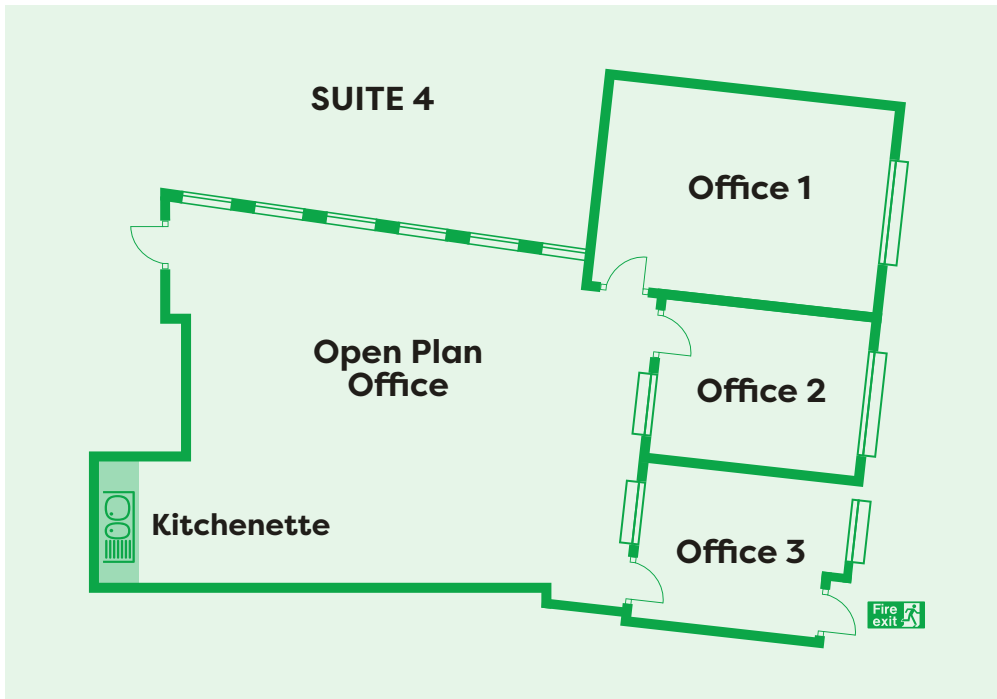 SUITE 4
Office 1
Open Plan
Office
Office 2
Kitchenette
Office 3
Fire
exit